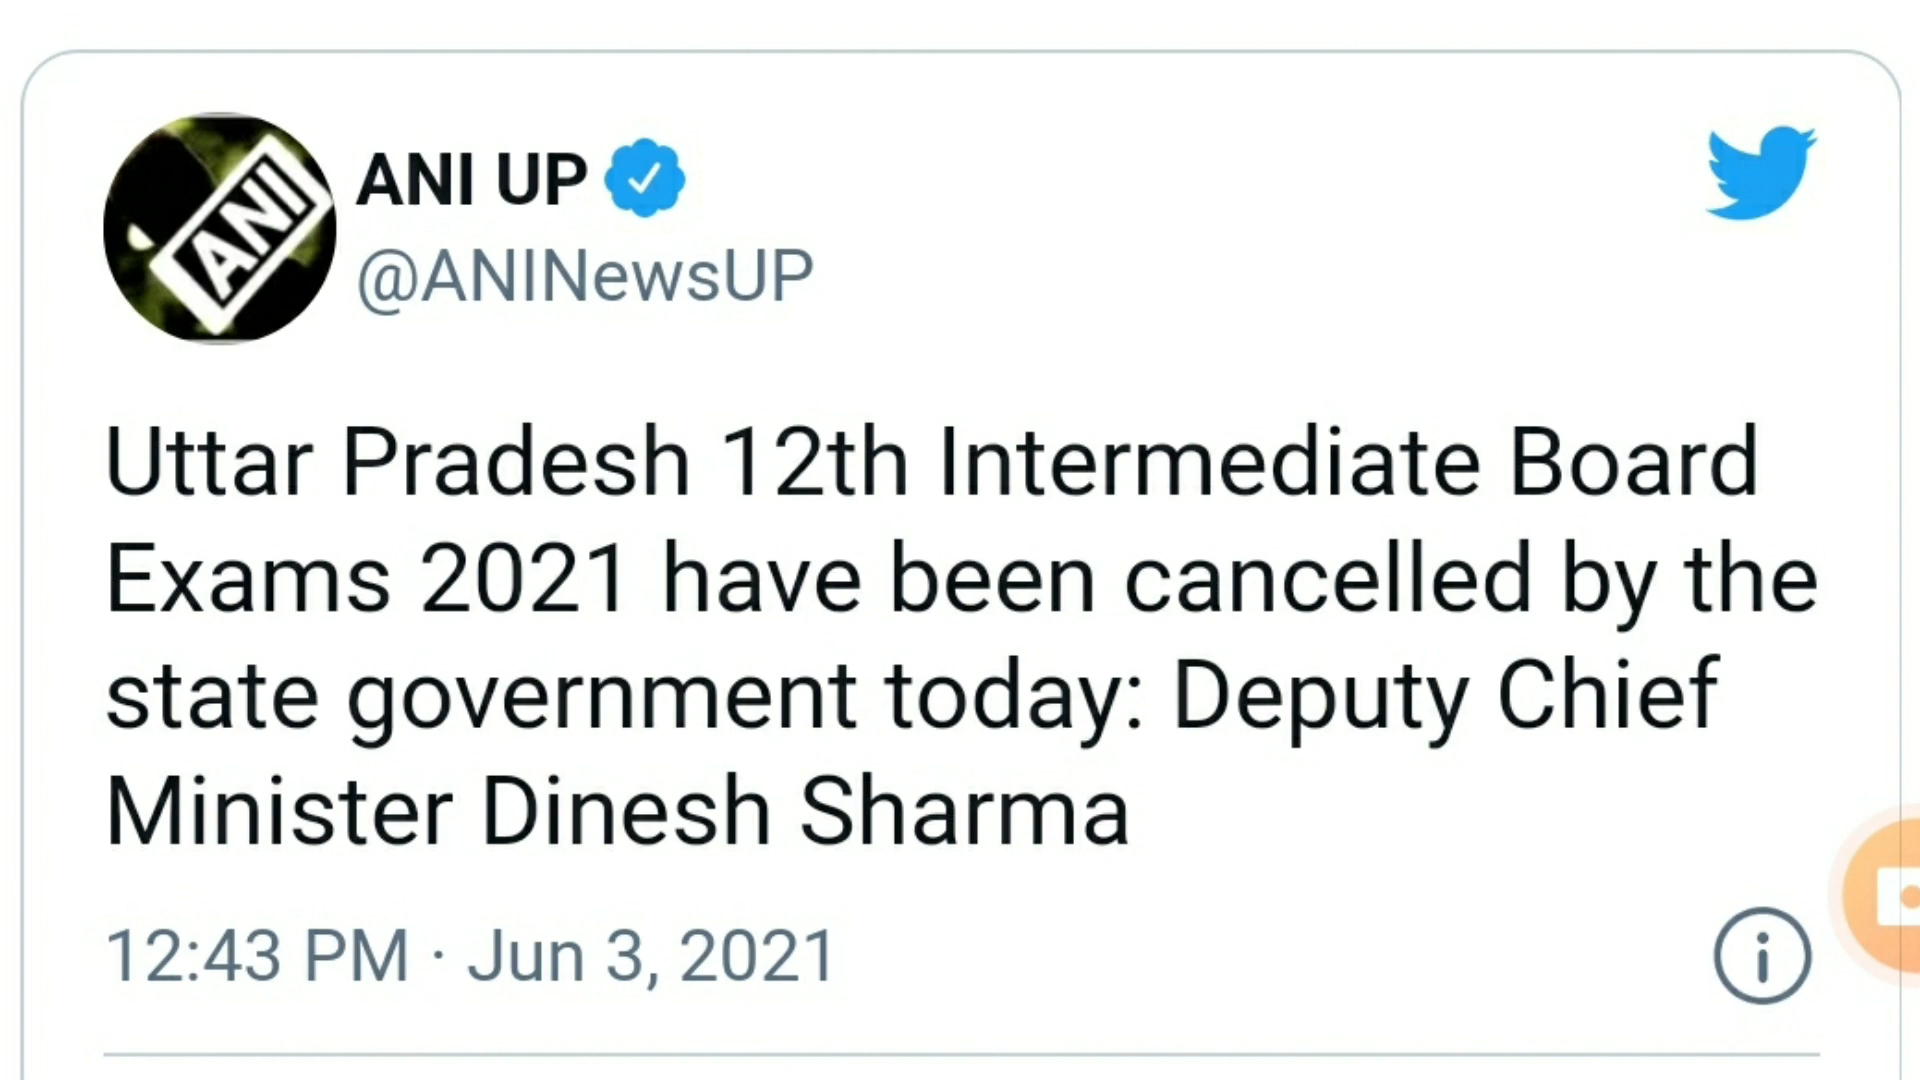 ANI
ANI UP
@ANINewsUP
Uttar Pradesh 12th Intermediate Board
Exams 2021 have been cancelled by the
state government today: Deputy Chief
Minister Dinesh Sharma
12:43 PM · Jun 3, 2021